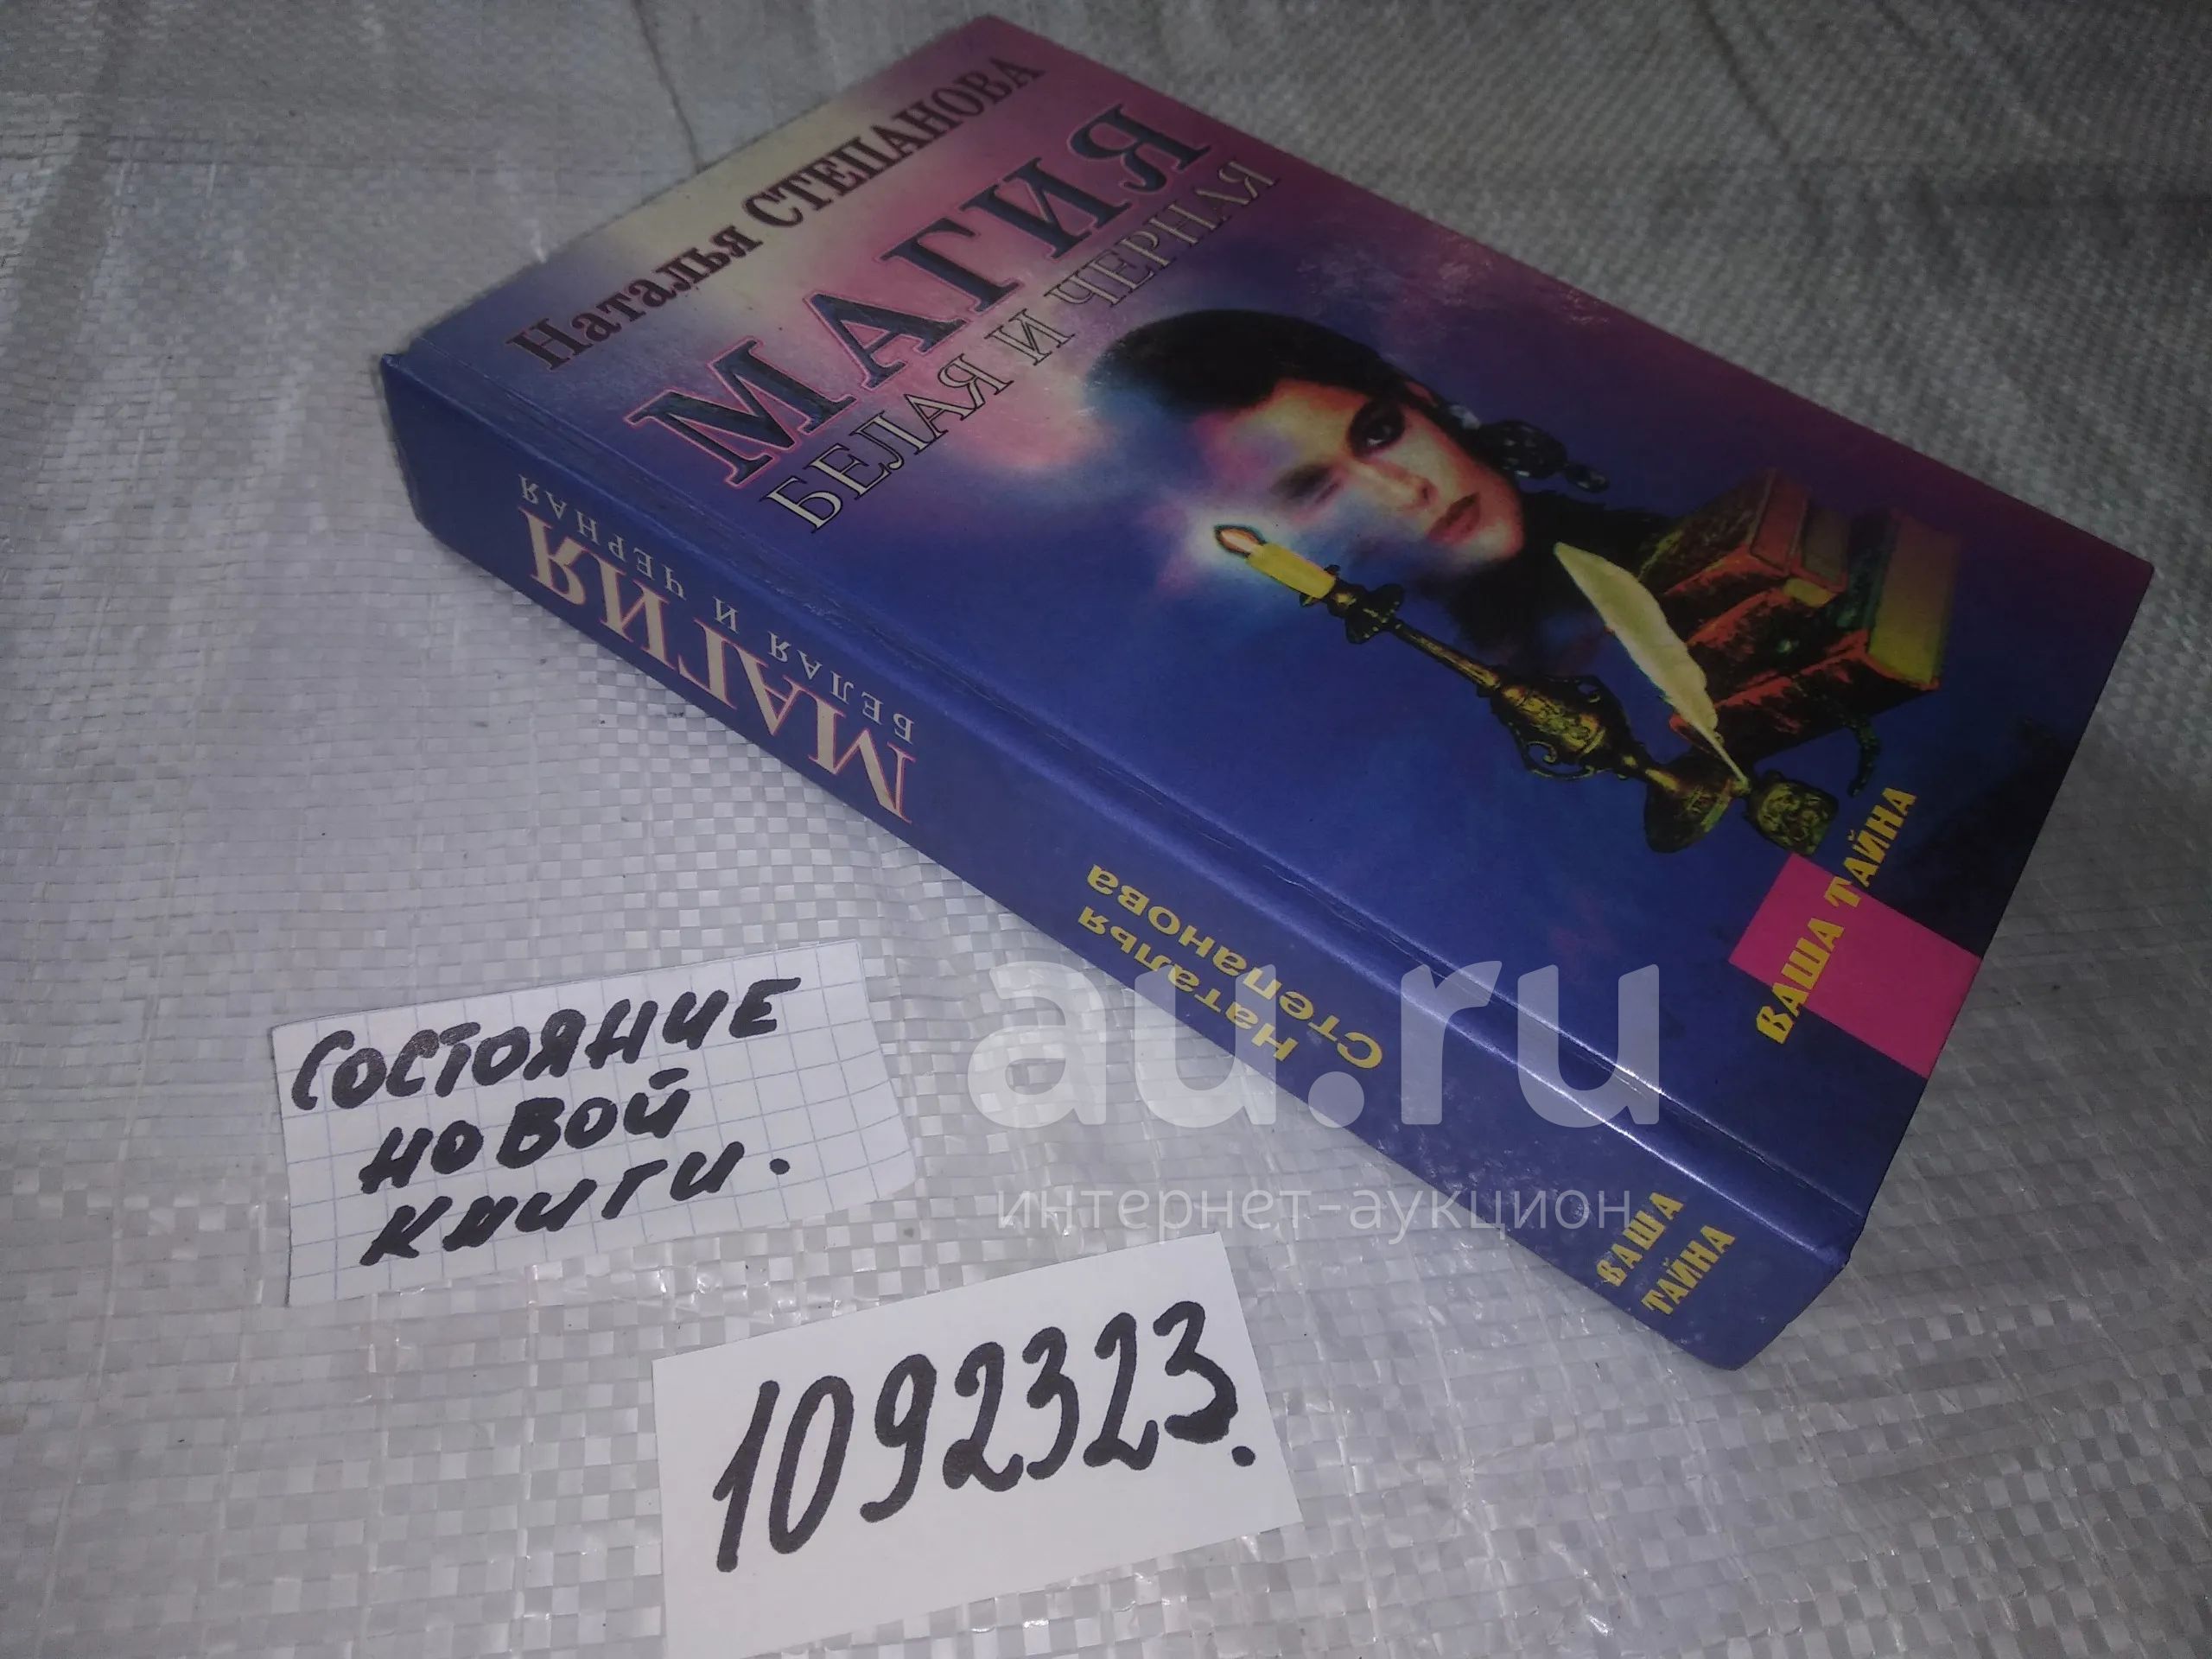 Наталья СТЕПАНОВА
МАГИЯ
БЕЛАЯ И ЧЕРНАЯ
ВАША ТАЙНА
МАГИЯ
БЕЛАЯ И ЧЕРНАЯ
Наталья
Степанова
ВАША
ТАЙНА
au.ru
интернет-аукцион
СОСТОЯНИЕ
НОВОЙ
КНИГИ.
1092323.